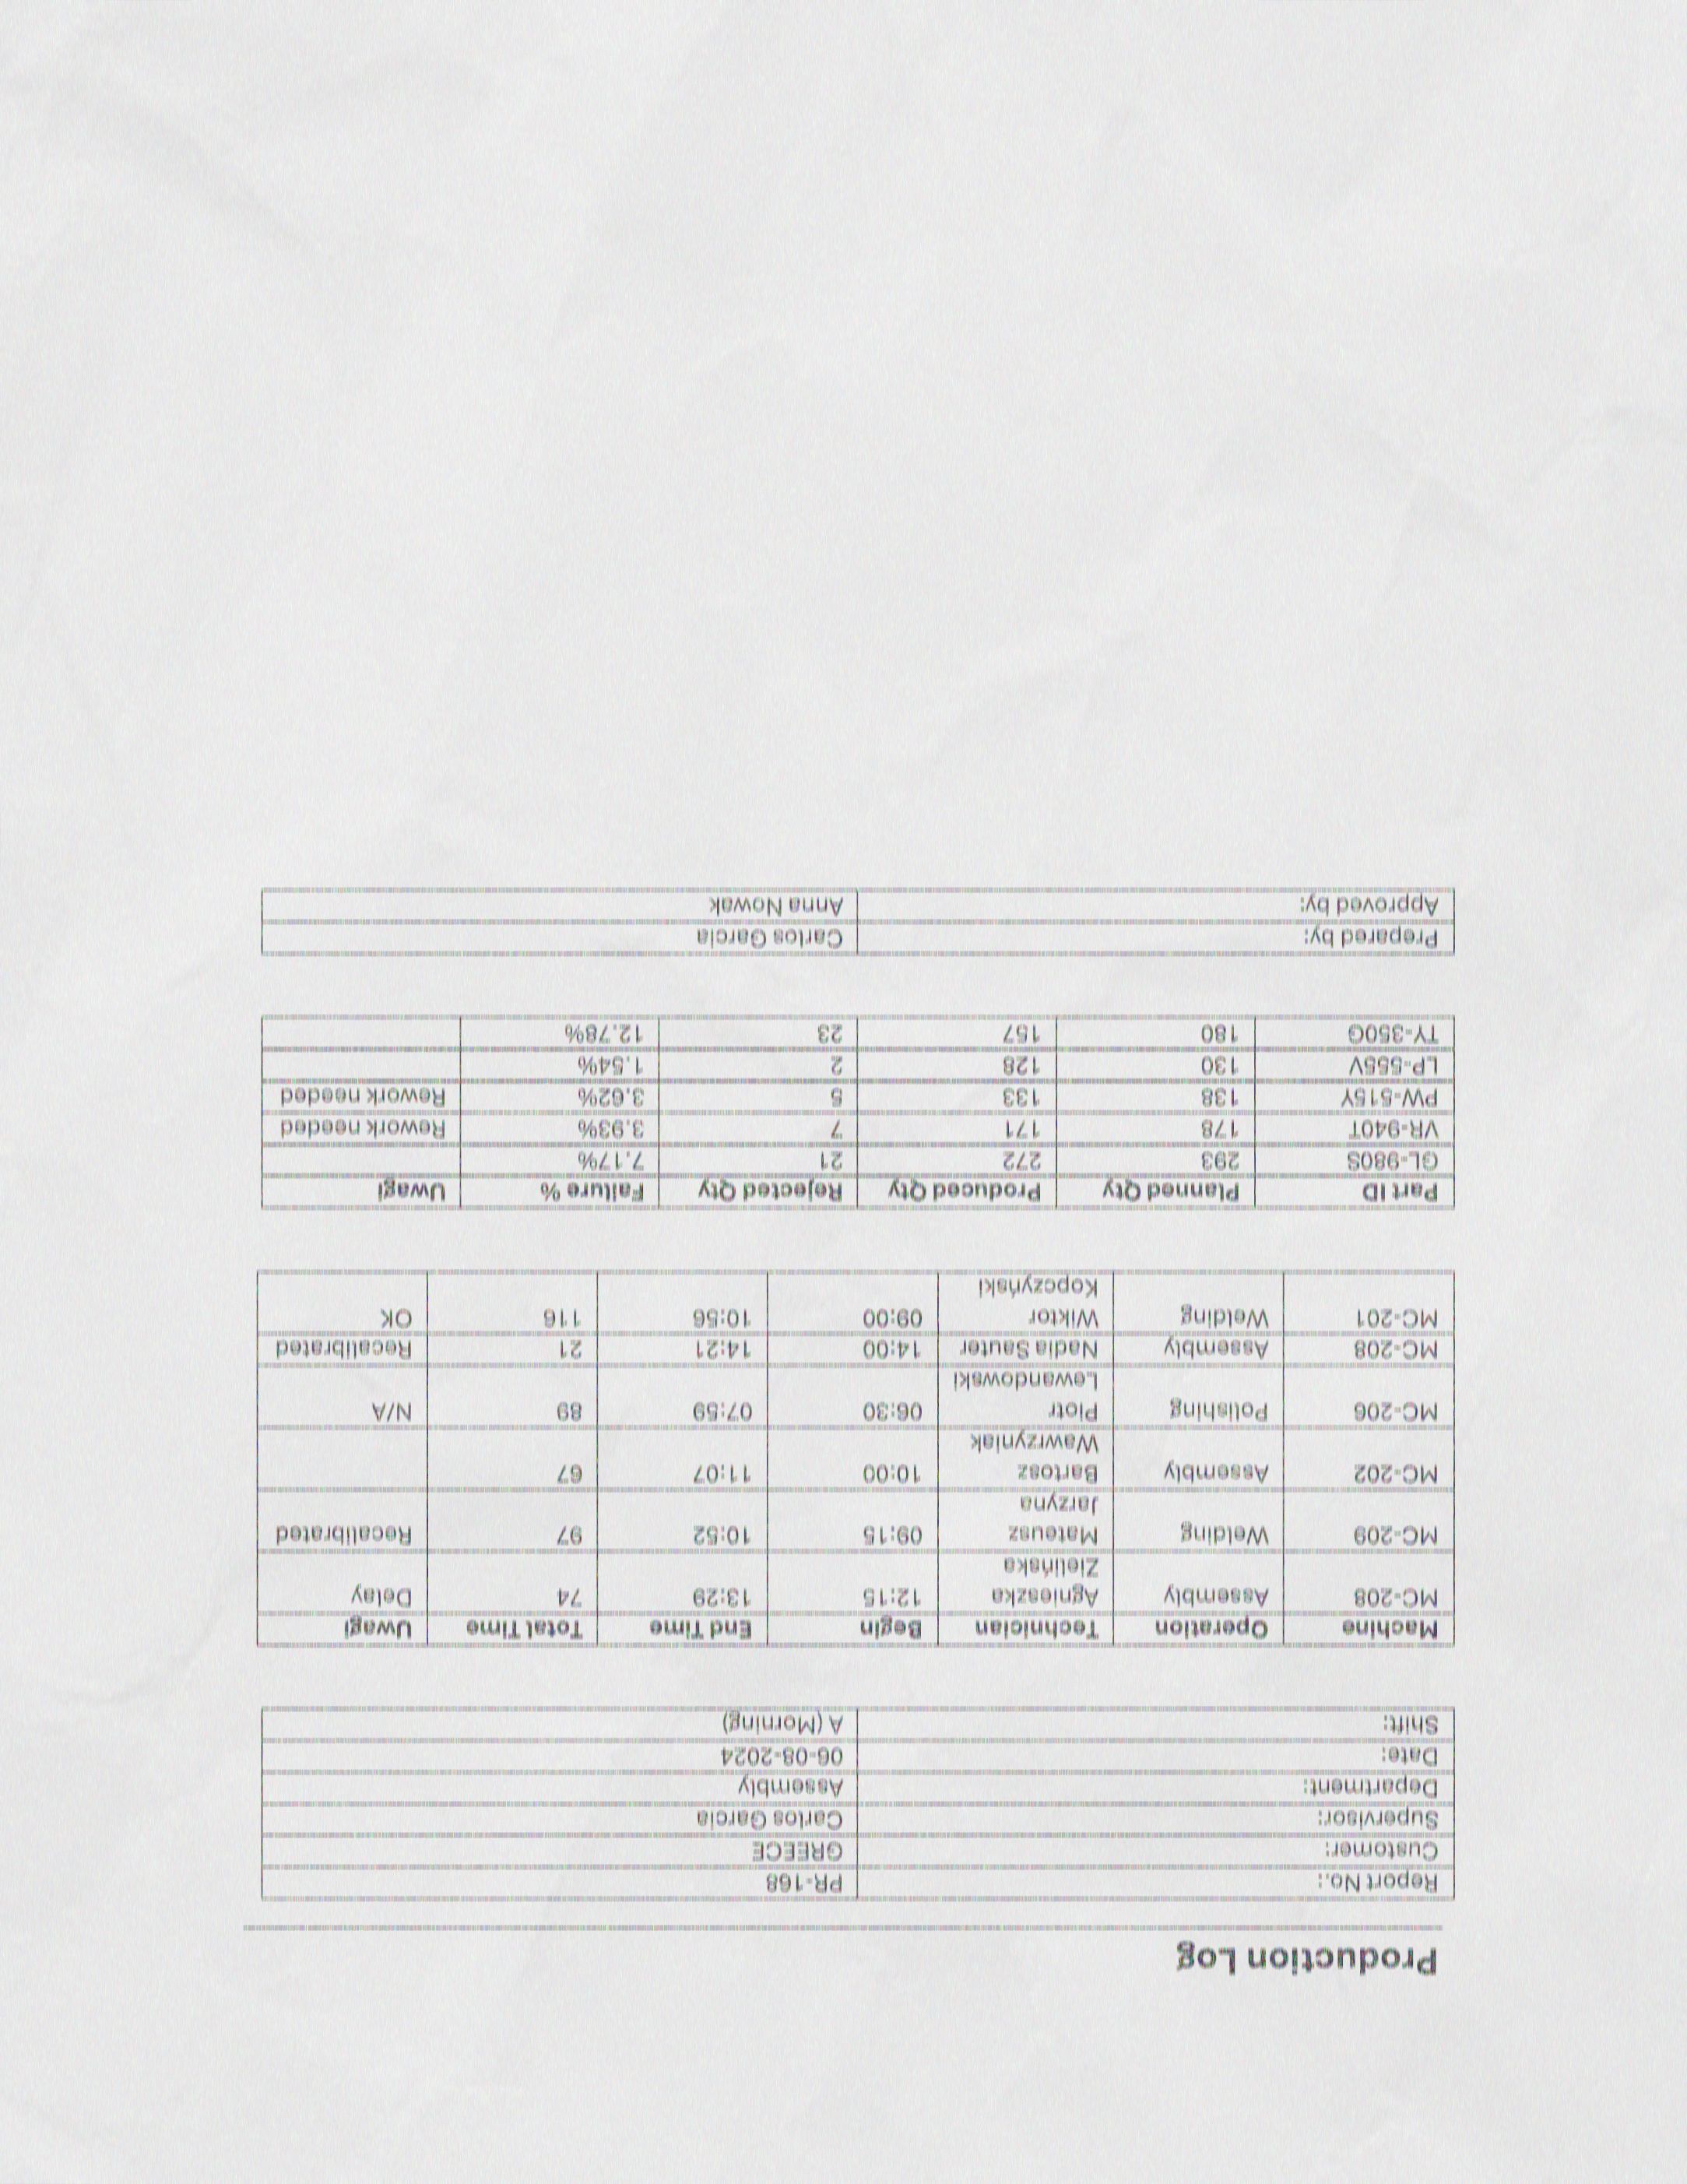 Production Log
Report No.: PR-168
Customer: GREECE
Supervisor: Carlos Garcia
Department: Assembly
Date: 06-08-2024
Shift: A (Morning)
Machine Operation Technician Begin End Time Total Time Uwagi
MC-208 Assembly Agnieszka 12:15 13:29 74 Delay
Zielińska
MC-209 Welding Mateusz 09:15 10:52 97 Recalibrated
Jarzyna
MC-202 Assembly Bartosz 10:00 11:07 67
Wawrzyniak
MC-206 Polishing Piotr 06:30 07:59 89 N/A
Lewandowski
MC-208 Assembly Nadia Sauter 14:00 14:21 21 Recalibrated
MC-201 Welding Wiktor 09:00 10:56 116 OK
Kopczyński
Part ID Planned Qty Produced Qty Rejected Qty Failure % Uwagi
GL-980S 293 272 21 7.17%
VR-940T 178 171 7 3.93% Rework needed
PW-515Y 138 133 5 3.62% Rework needed
LP-555V 130 128 2 1.54%
TY-350G 180 157 23 12.78%
Prepared by: Carlos Garcia
Approved by: Anna Nowak